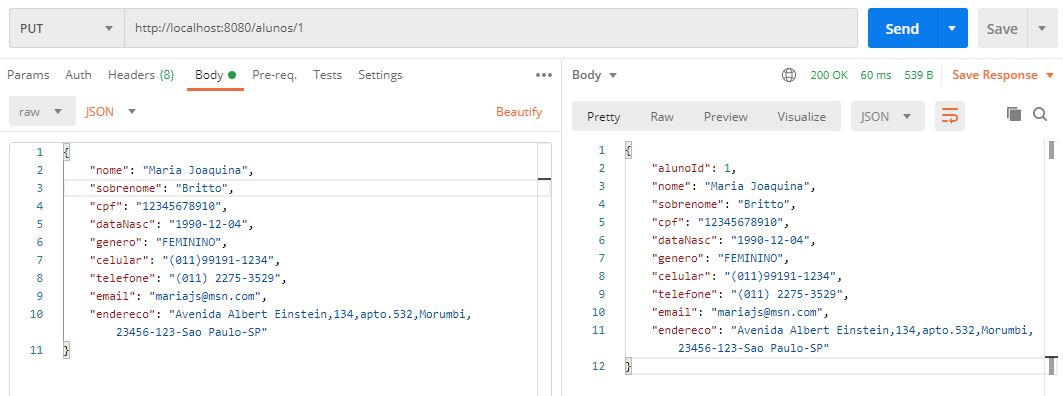 PUT http://localhost:8080/alunos/1 Send Save
Params Auth Headers (8) Body Pre-req. Tests Settings
raw JSON Beautify
1 {
2 "nome": "Maria Joaquina",
3 "sobrenome": "Britto",
4 "cpf": "12345678910",
5 "dataNasc": "1990-12-04",
6 "genero": "FEMININO",
7 "celular": "(011)99191-1234",
8 "telefone": "(011) 2275-3529",
9 "email": "mariajs@msn.com",
10 "endereco": "Avenida Albert Einstein,134,apto.532,Morumbi,
23456-123-Sao Paulo-SP"
11 }
Body 200 OK 60 ms 539 B Save Response
Pretty Raw Preview Visualize JSON
1 {
2 "alunoId": 1,
3 "nome": "Maria Joaquina",
4 "sobrenome": "Britto",
5 "cpf": "12345678910",
6 "dataNasc": "1990-12-04",
7 "genero": "FEMININO",
8 "celular": "(011)99191-1234",
9 "telefone": "(011) 2275-3529",
10 "email": "mariajs@msn.com",
11 "endereco": "Avenida Albert Einstein,134,apto.532,Morumbi,
23456-123-Sao Paulo-SP"
12 }